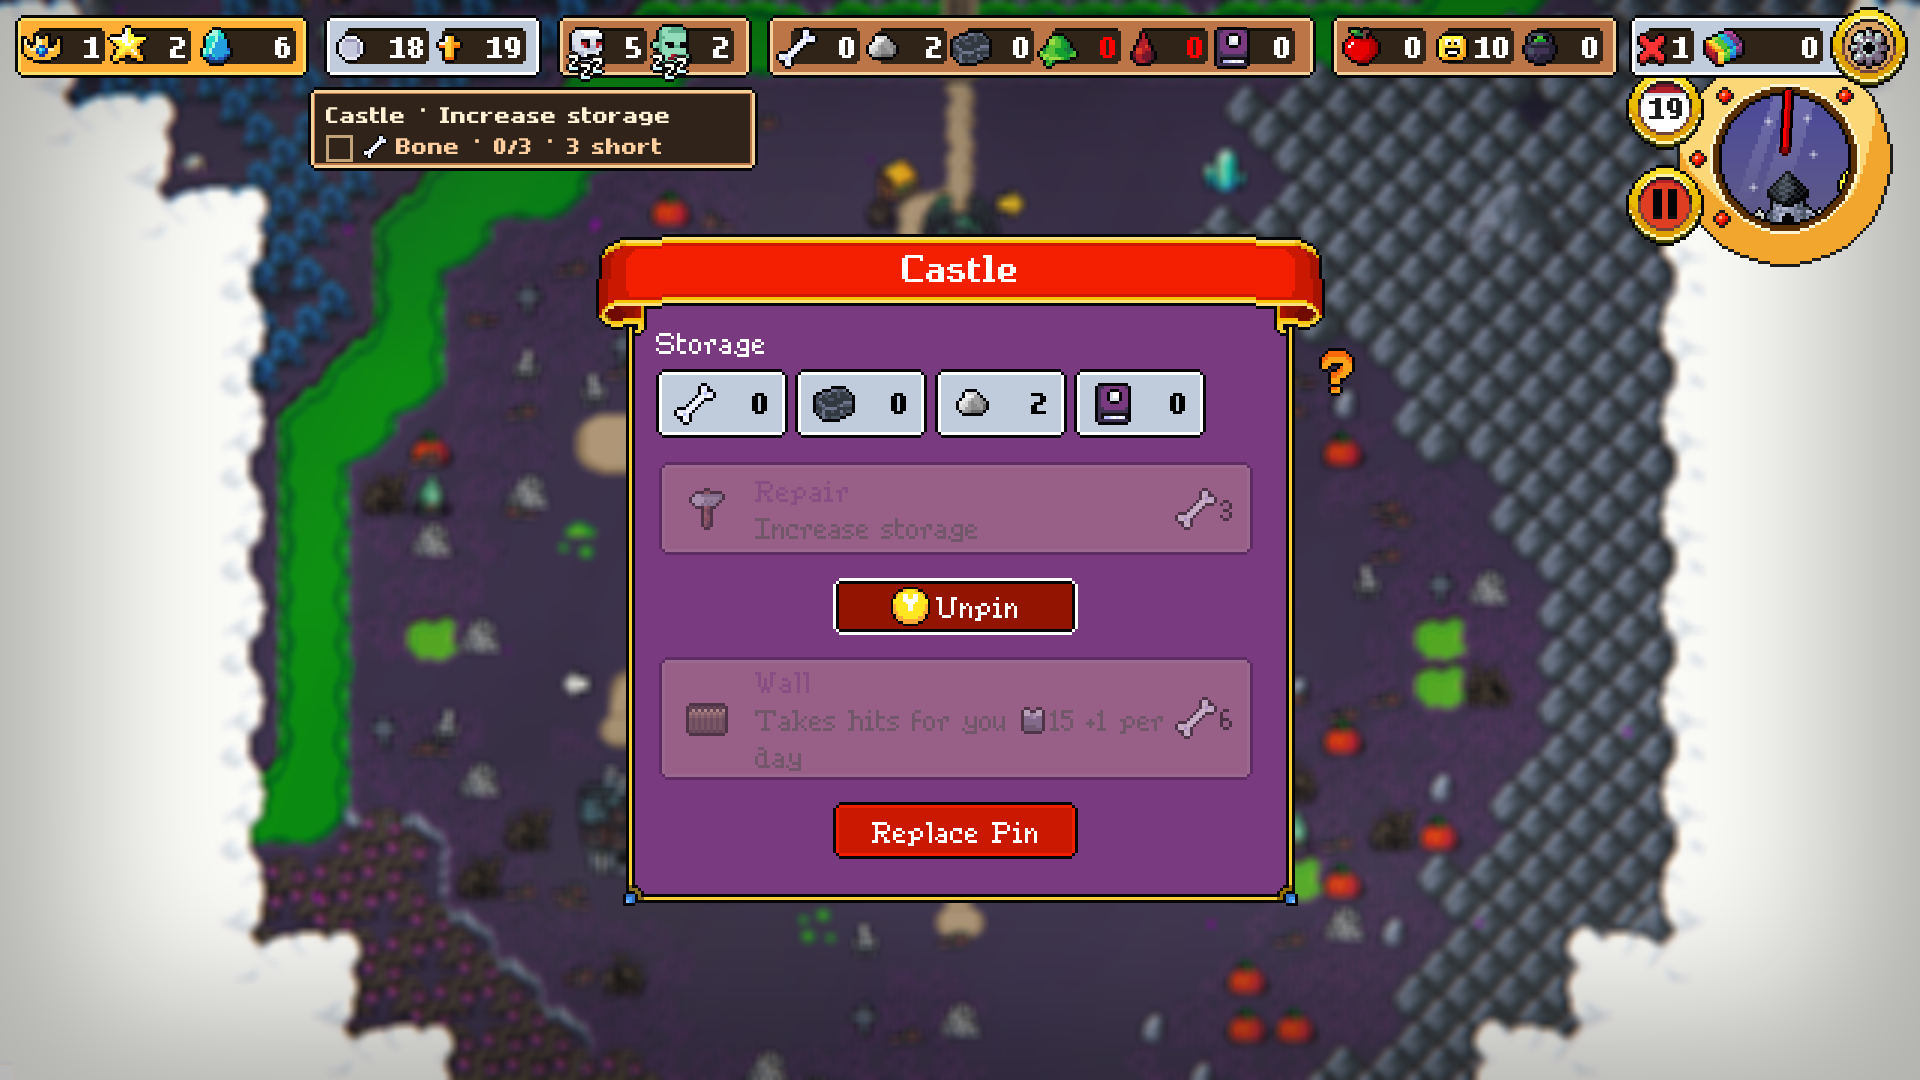 1 2 6 18 19 5 2 0 2 0 0 0 0 0 10 0 1 0
Castle · Increase storage
Bone · 0/3 · 3 short
19
Castle
Storage
0 0 2 0
Repair
Increase storage
3
Y Unpin
Wall
Takes hits for you 15 +1 per
day
6
Replace Pin
?